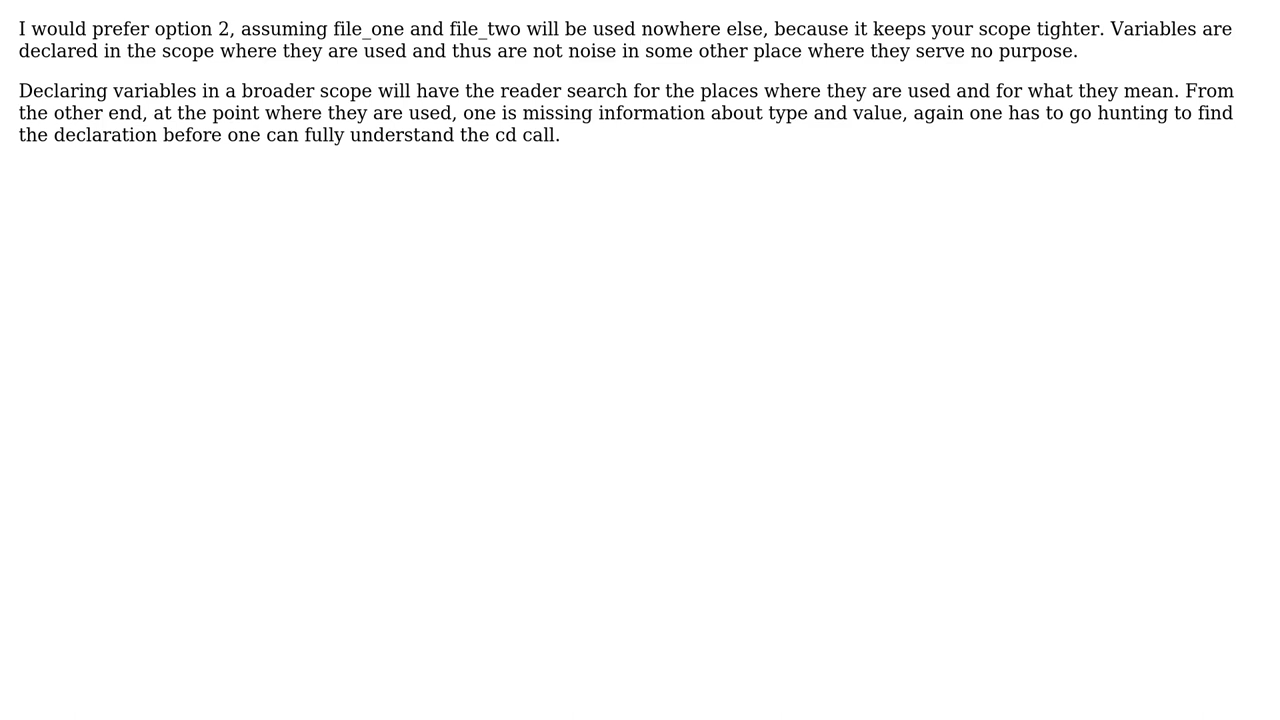 I would prefer option 2, assuming file_one and file_two will be used nowhere else, because it keeps your scope tighter. Variables are
declared in the scope where they are used and thus are not noise in some other place where they serve no purpose.
Declaring variables in a broader scope will have the reader search for the places where they are used and for what they mean. From
the other end, at the point where they are used, one is missing information about type and value, again one has to go hunting to find
the declaration before one can fully understand the cd call.